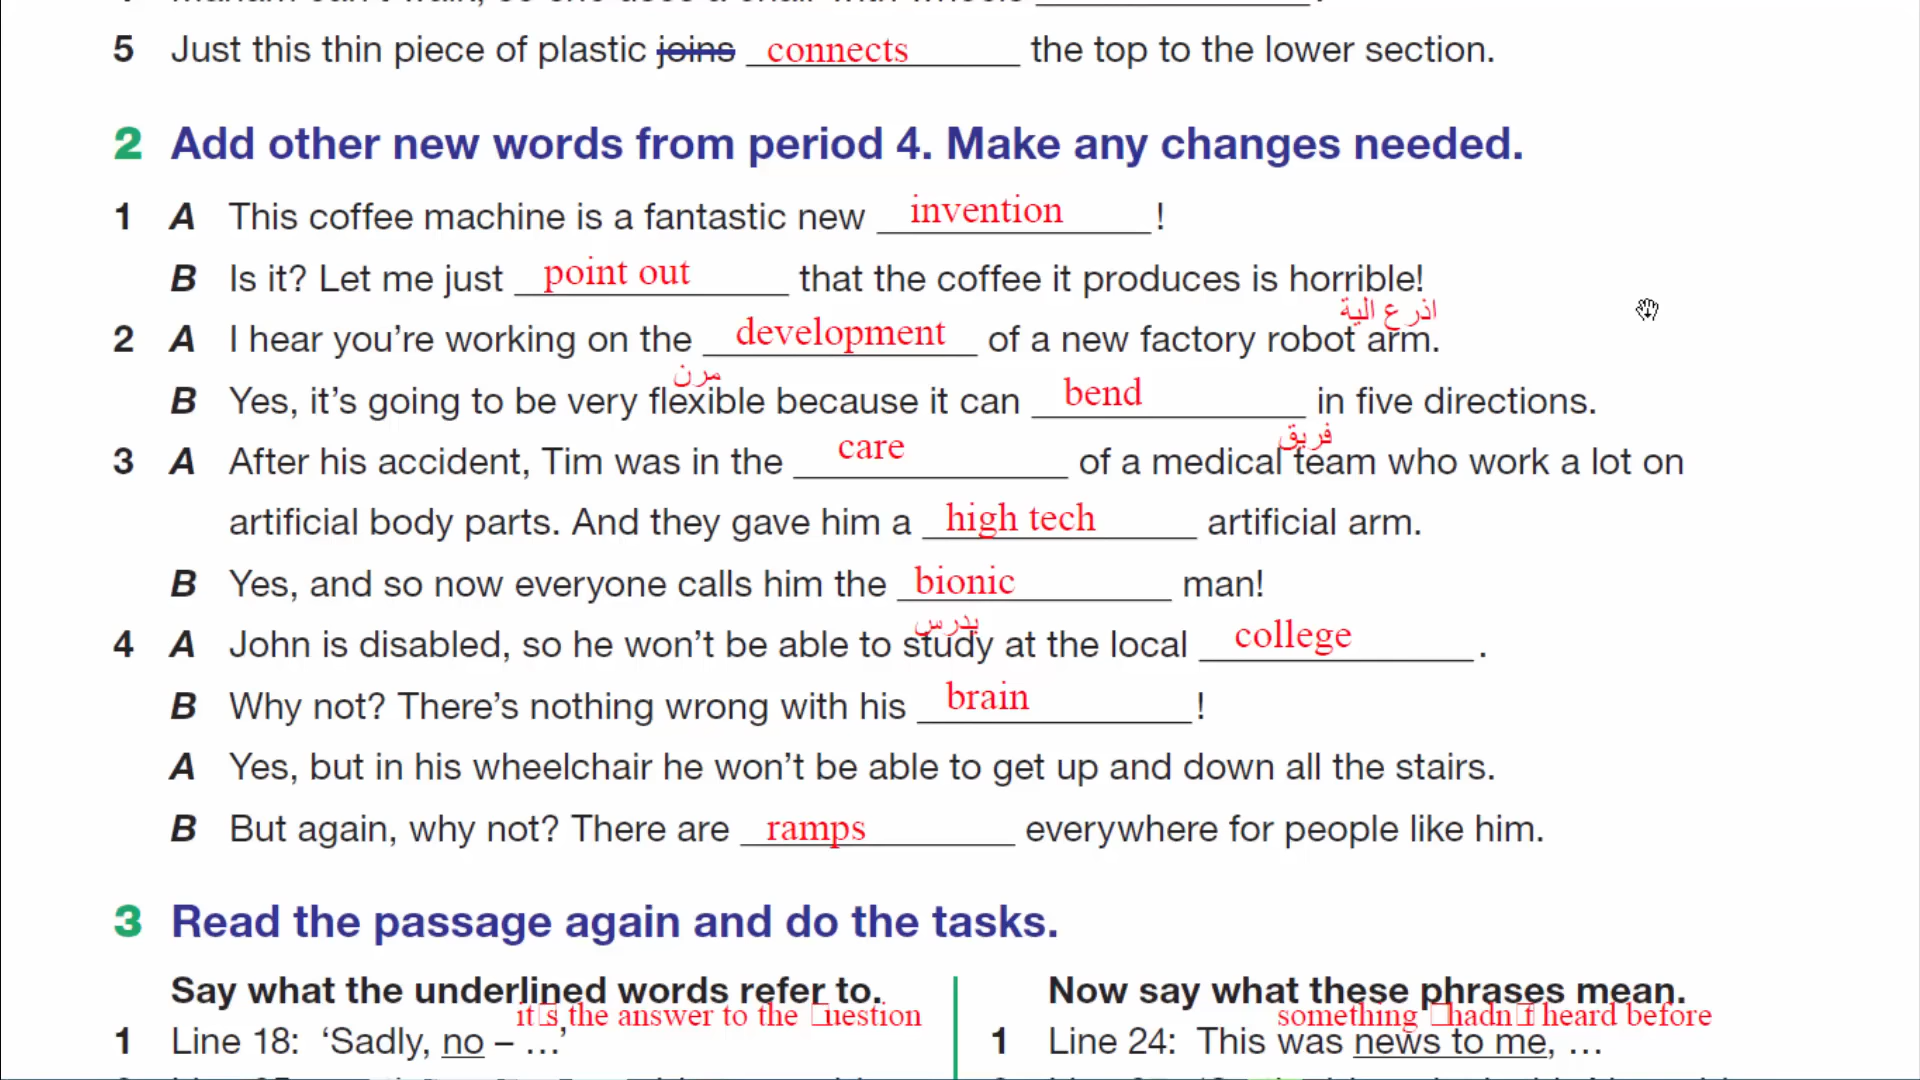 5 Just this thin piece of plastic joins connects the top to the lower section.
2 Add other new words from period 4. Make any changes needed.
1 A This coffee machine is a fantastic new invention !
B Is it? Let me just point out that the coffee it produces is horrible!
اذرع الية
2 A I hear you're working on the development of a new factory robot arm.
مرن
B Yes, it's going to be very flexible because it can bend in five directions.
فريق
3 A After his accident, Tim was in the care of a medical team who work a lot on
artificial body parts. And they gave him a high tech artificial arm.
B Yes, and so now everyone calls him the bionic man!
يدرس
4 A John is disabled, so he won't be able to study at the local college .
B Why not? There's nothing wrong with his brain !
A Yes, but in his wheelchair he won't be able to get up and down all the stairs.
B But again, why not? There are ramps everywhere for people like him.
3 Read the passage again and do the tasks.
Say what the underlined words refer to.
it□s the answer to the □uestion
1 Line 18: 'Sadly, no – …'
Now say what these phrases mean.
something □hadn□t heard before
1 Line 24: This was news to me, …